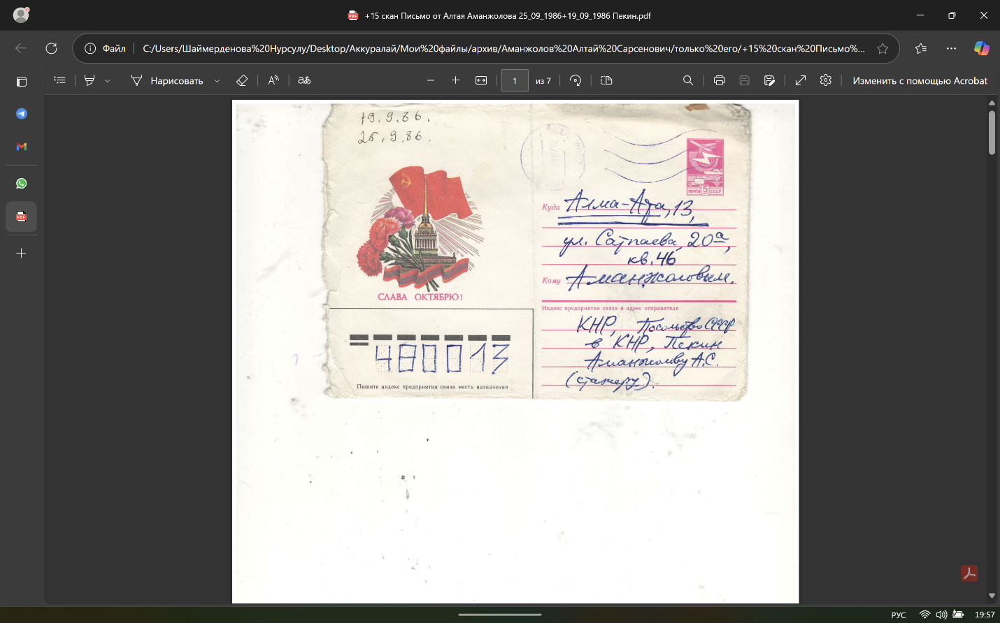 +15 скан Письмо от Алтая Аманжолова 25_09_1986+19_09_1986 Пекин.pdf
Файл
C:/Users/Шаймерденова%20Нурсулу/Desktop/Аккуралай/Мои%20файлы/архив/Аманжолов%20Алтай%20Сарсенович/только%20его/+15%20скан%20Письмо%...
Нарисовать
аあ
1
из 7
Изменить с помощью Acrobat
19.9.86.
25.9.86.
ПОЧТА 5 СССР
Куда Алма-Ата, 13,
ул. Сатпаева, 20а,
кв. 46
Кому Аманжоловым.
СЛАВА ОКТЯБРЮ!
Индекс предприятия связи и адрес отправителя
КНР, Посольство СССР
в КНР, Пекин
Аманжолову А.С.
(стажеру).
480013
Пишите индекс предприятия связи места назначения
РУС
19:57